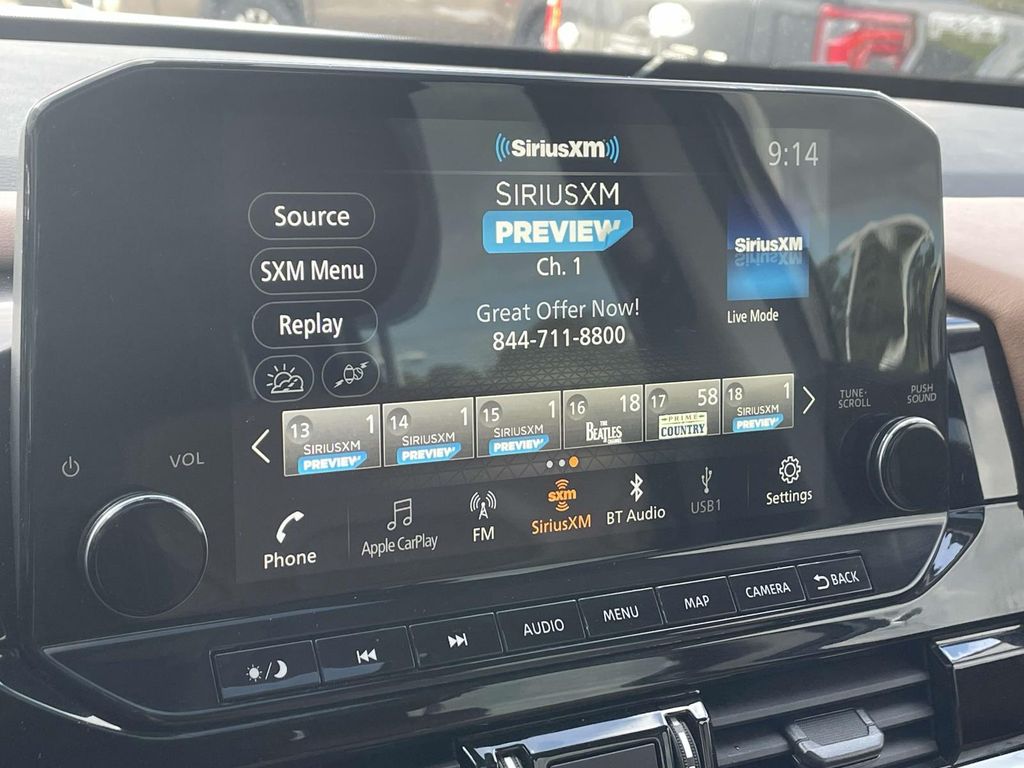 SiriusXM
9:14
SIRIUSXM
PREVIEW
Ch. 1
Great Offer Now!
844-711-8800
Source
SXM Menu
Replay
SiriusXM
Live Mode
13 1
SIRIUSXM
PREVIEW
14 1
SIRIUSXM
PREVIEW
15 1
SIRIUSXM
PREVIEW
16 18
THE BEATLES
17 58
PRIME
COUNTRY
18 1
SIRIUSXM
PREVIEW
TUNE·
SCROLL
PUSH
SOUND
VOL
Phone
Apple CarPlay
FM
sxm
SiriusXM
BT Audio
USB1
Settings
AUDIO
MENU
MAP
CAMERA
BACK